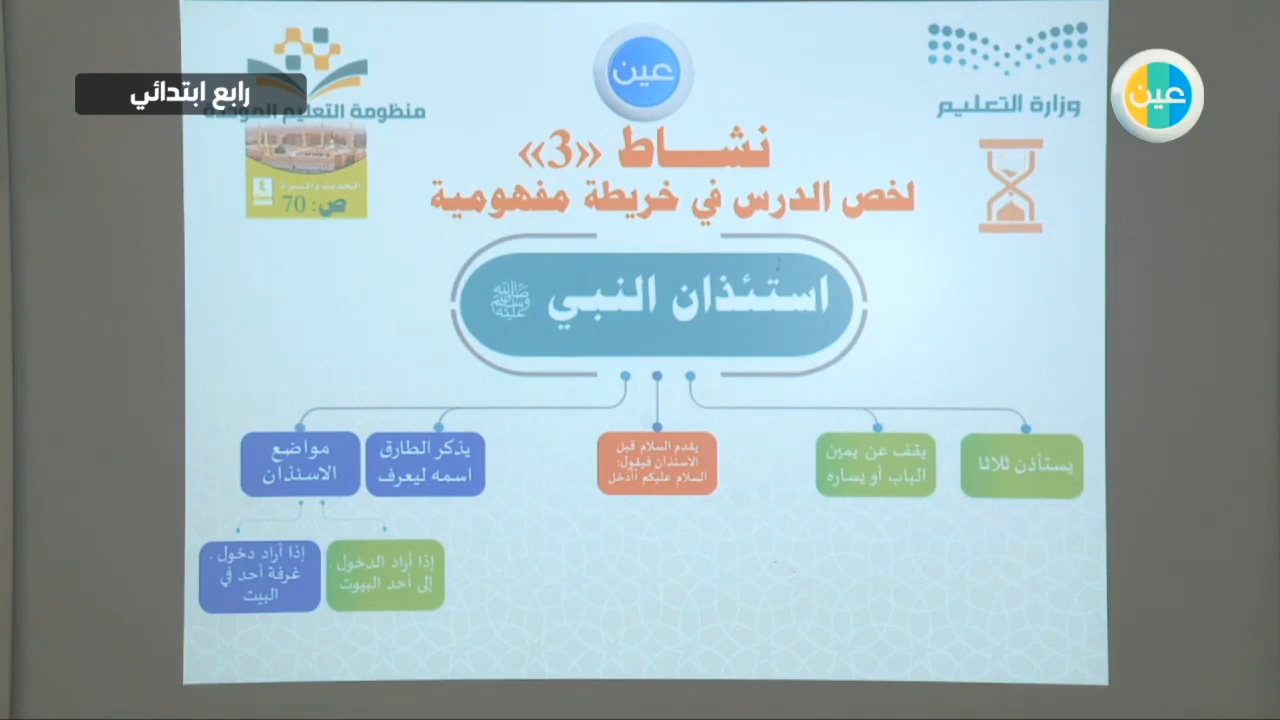 رابع ابتدائي
عين
عين
وزارة التعليم
منظومة التعليم الموحدة
ص: 70
نشاط «3»
لخص الدرس في خريطة مفهومية
استئذان النبي ﷺ
يستأذن ثلاثا
يقف عن يمين
الباب أو يساره
يقدم السلام قبل
الاستذان فيقول:
السلام عليكم أأدخل
يذكر الطارق
اسمه ليعرف
مواضع
الاستئذان
إذا أراد الدخول .
إلى أحد البيوت
إذا أراد دخول .
غرفة أحد في
البيت